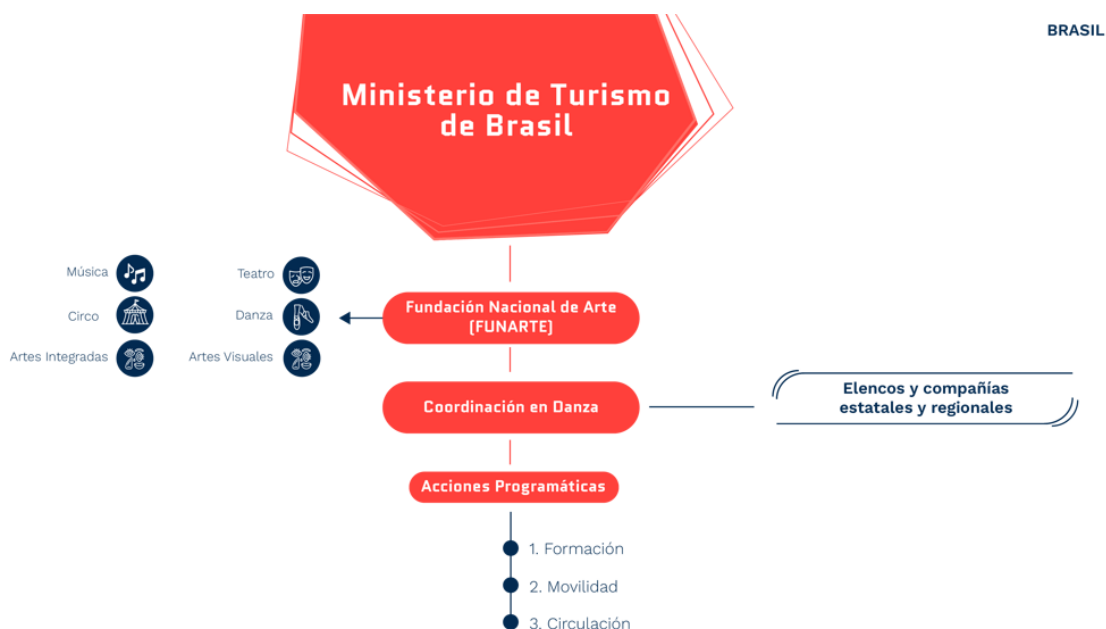 BRASIL
Ministerio de Turismo
de Brasil
Música
Teatro
Circo
Danza
Artes Integradas
Artes Visuales
Fundación Nacional de Arte
(FUNARTE)
Coordinación en Danza
Elencos y compañías
estatales y regionales
Acciones Programáticas
1. Formación
2. Movilidad
3. Circulación